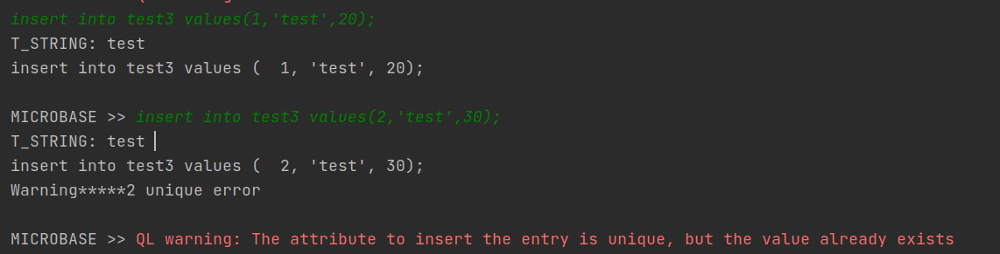 insert into test3 values(1,'test',20);
T_STRING: test
insert into test3 values (  1, 'test', 20);
MICROBASE >> insert into test3 values(2,'test',30);
T_STRING: test
insert into test3 values (  2, 'test', 30);
Warning*****2 unique error
MICROBASE >> QL warning: The attribute to insert the entry is unique, but the value already exists